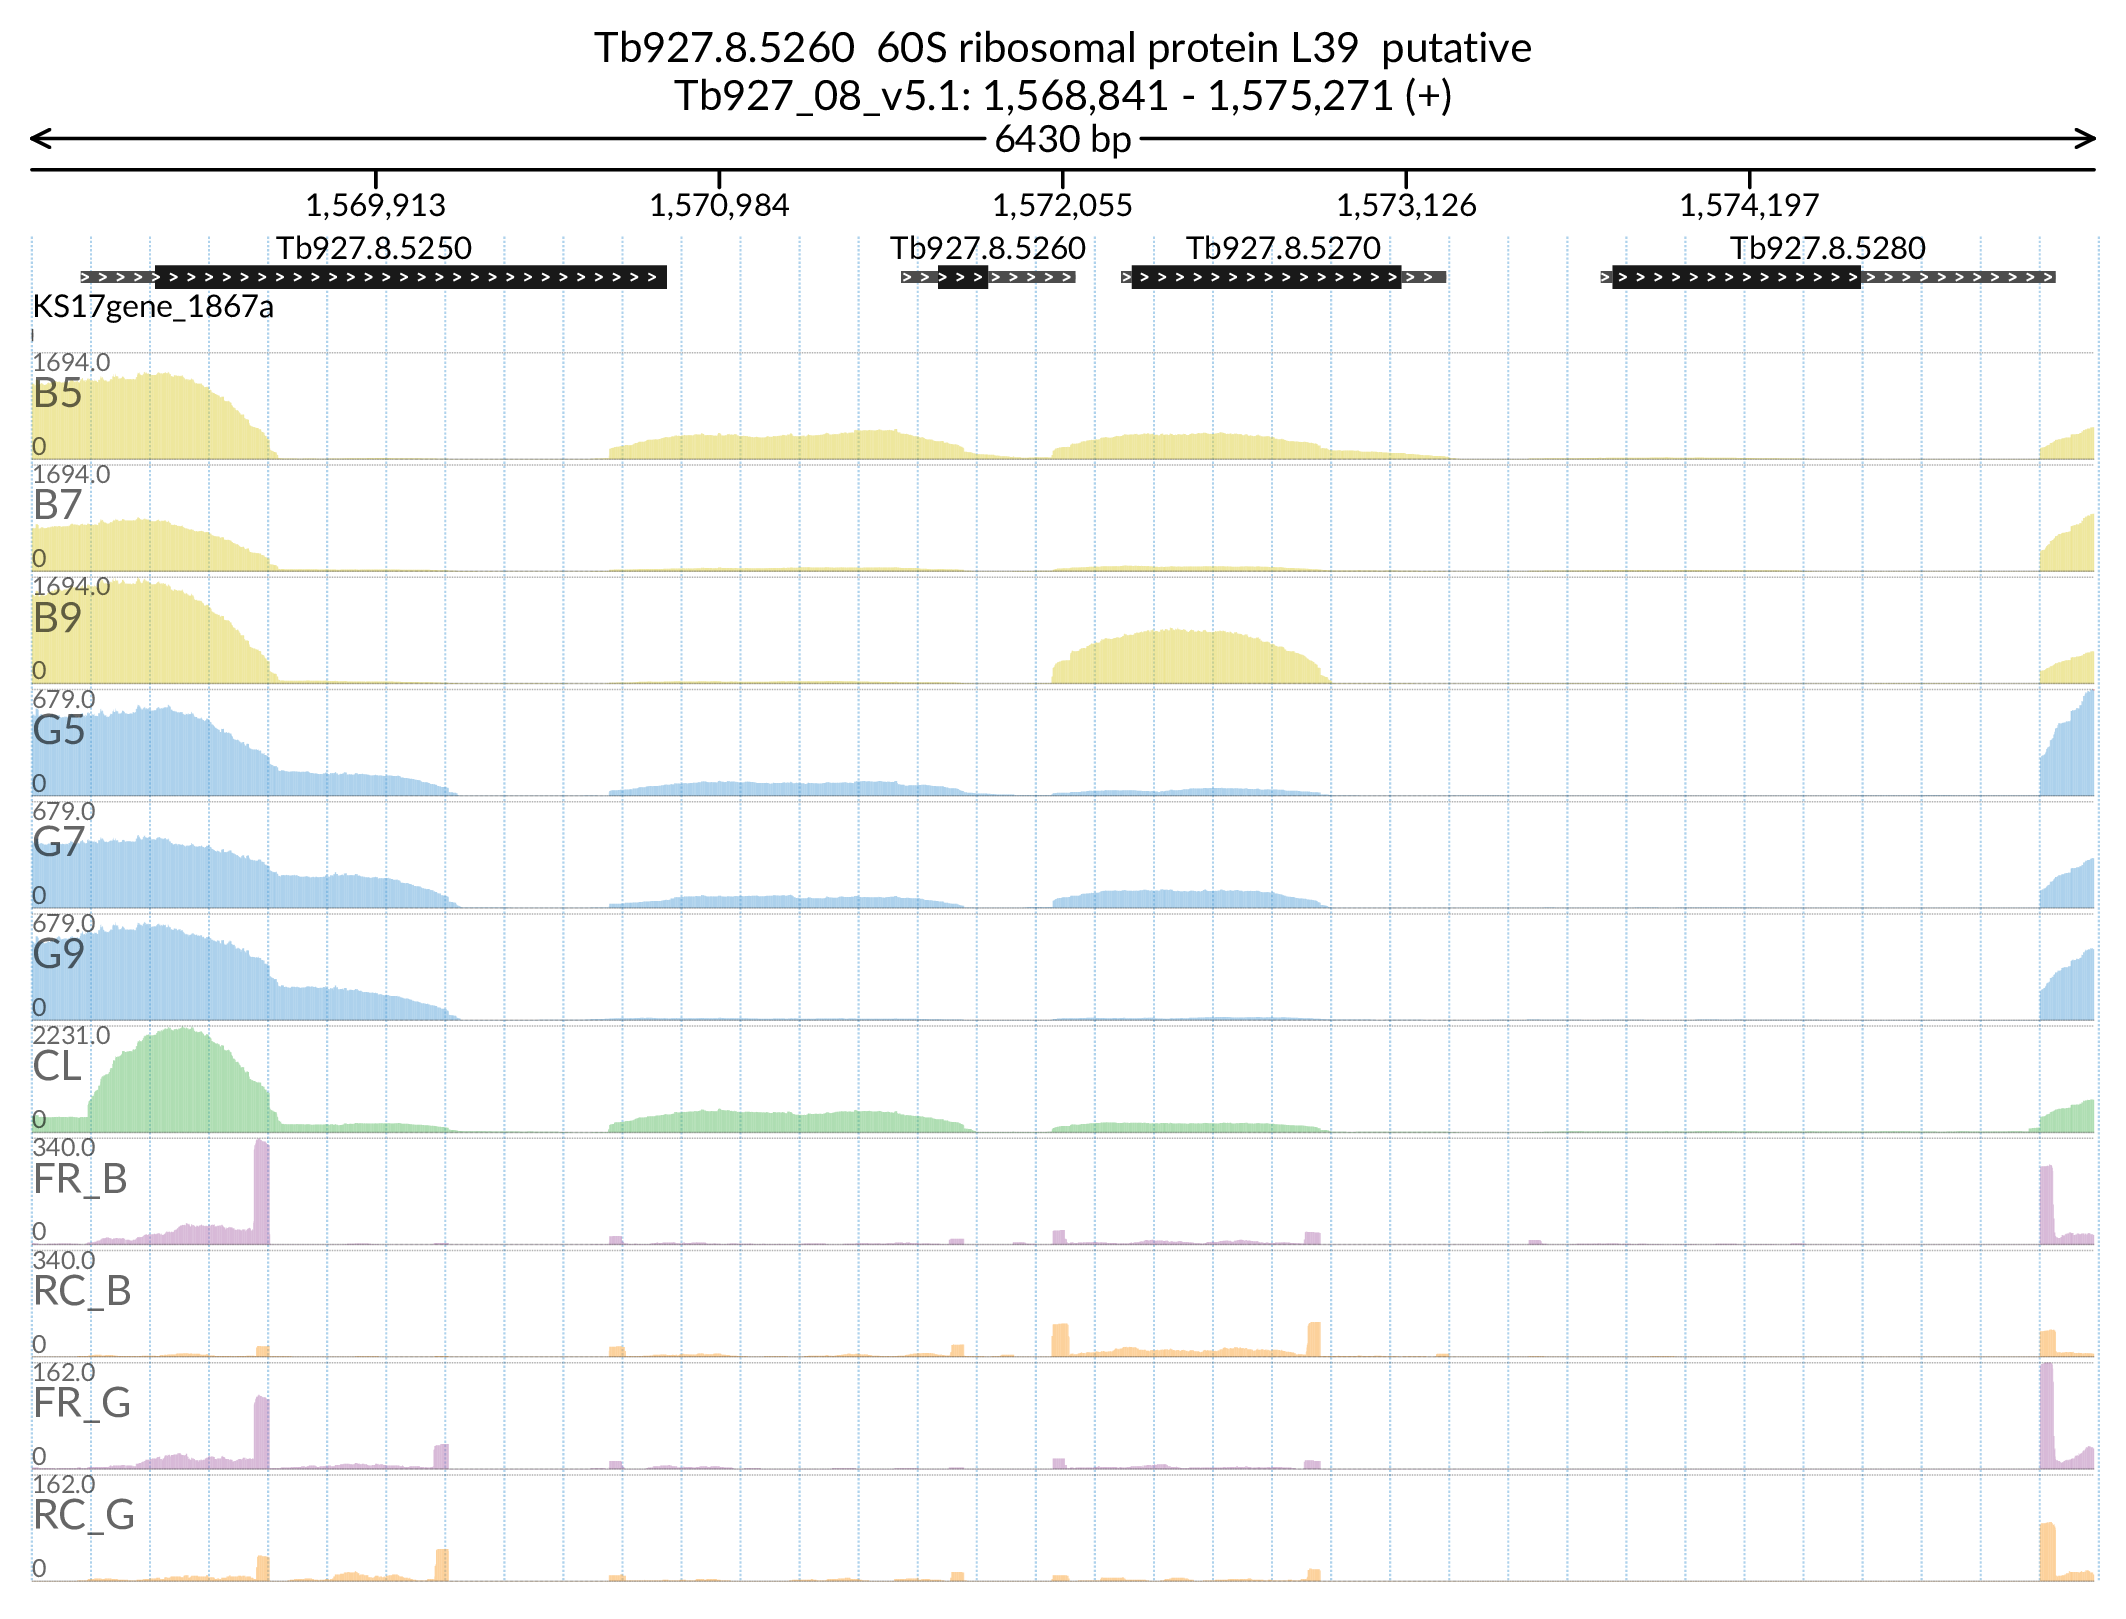 Tb927.8.5260  60S ribosomal protein L39  putative
Tb927_08_v5.1: 1,568,841 - 1,575,271 (+)
6430 bp
1,569,913 1,570,984 1,572,055 1,573,126 1,574,197
Tb927.8.5250 Tb927.8.5260 Tb927.8.5270 Tb927.8.5280
KS17gene_1867a
1694.0
B5
0
1694.0
B7
0
1694.0
B9
0
679.0
G5
0
679.0
G7
0
679.0
G9
0
2231.0
CL
0
340.0
FR_B
0
340.0
RC_B
0
162.0
FR_G
0
162.0
RC_G
0